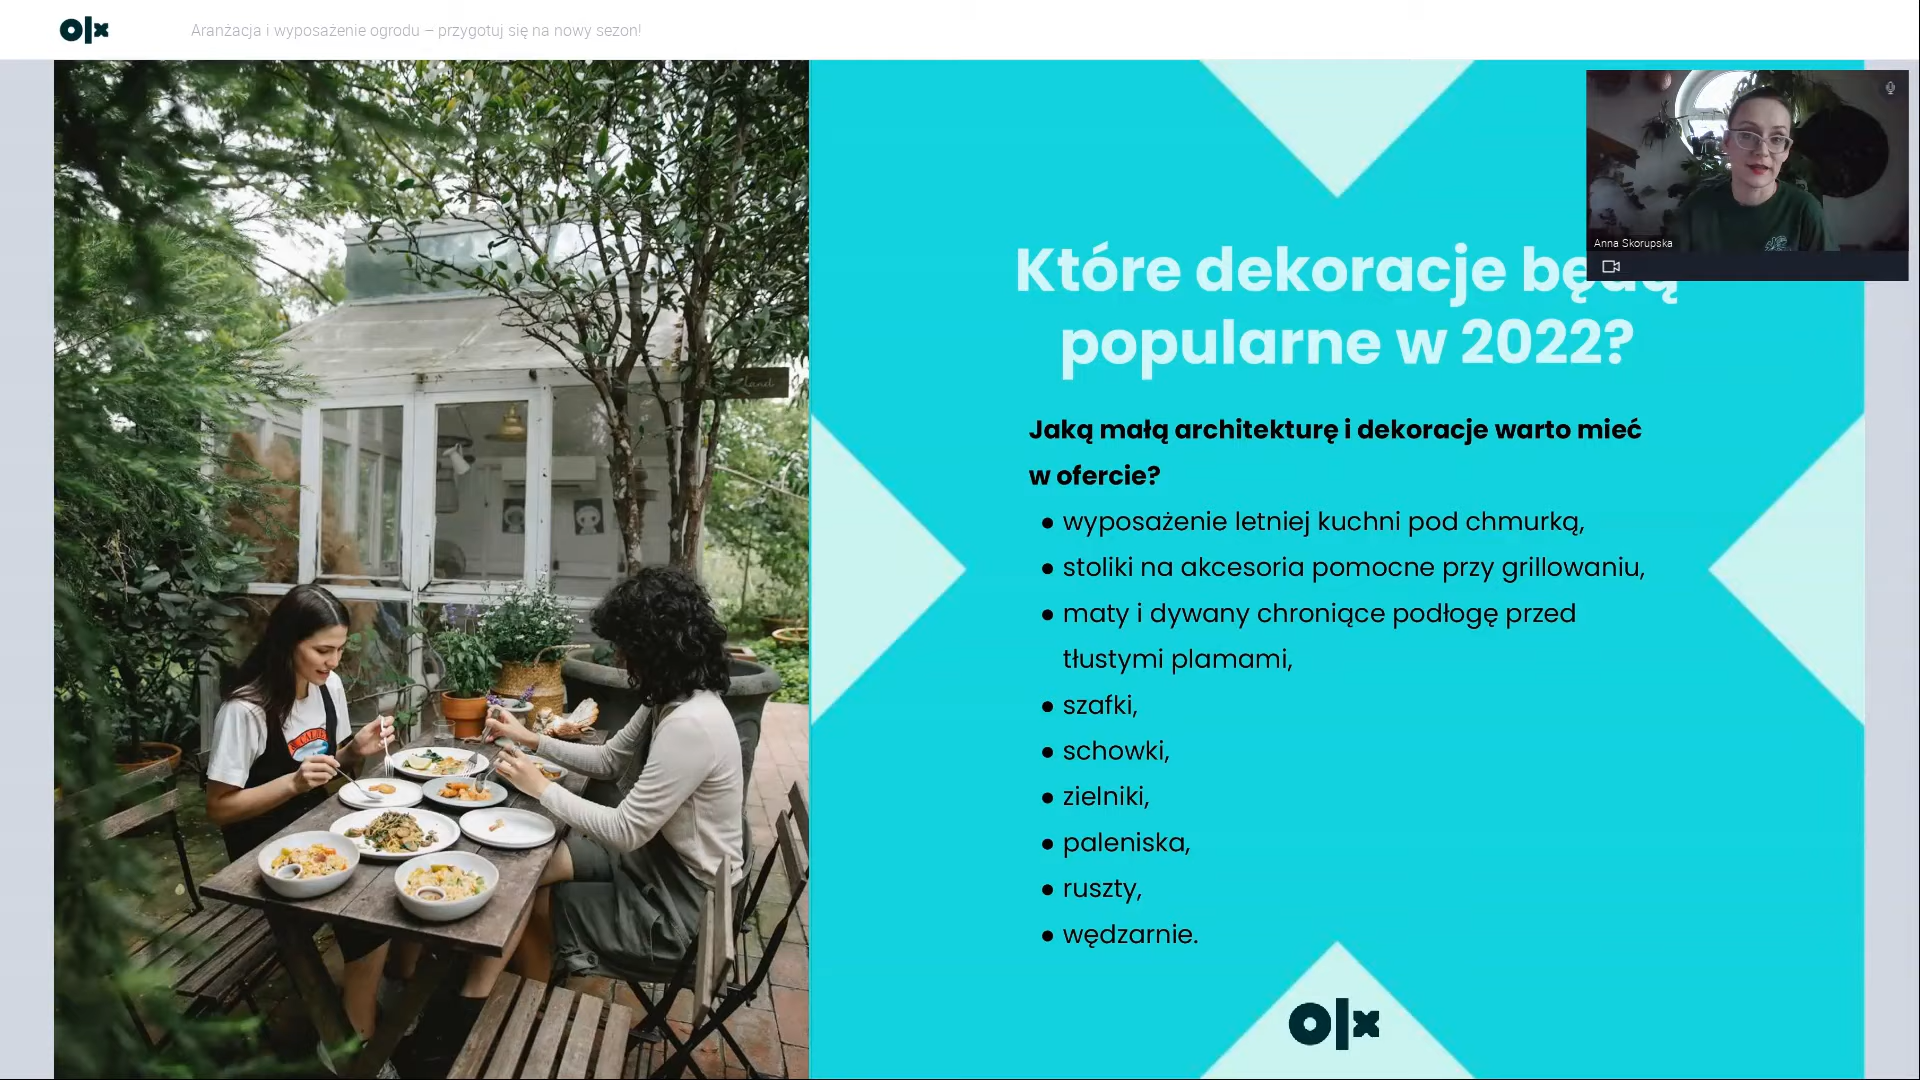 olx
Aranżacja i wyposażenie ogrodu – przygotuj się na nowy sezon!
Anna Skorupska
Które dekoracje będą
popularne w 2022?
Jaką małą architekturę i dekoracje warto mieć
w ofercie?
● wyposażenie letniej kuchni pod chmurką,
● stoliki na akcesoria pomocne przy grillowaniu,
● maty i dywany chroniące podłogę przed
tłustymi plamami,
● szafki,
● schowki,
● zielniki,
● paleniska,
● ruszty,
● wędzarnie.
olx